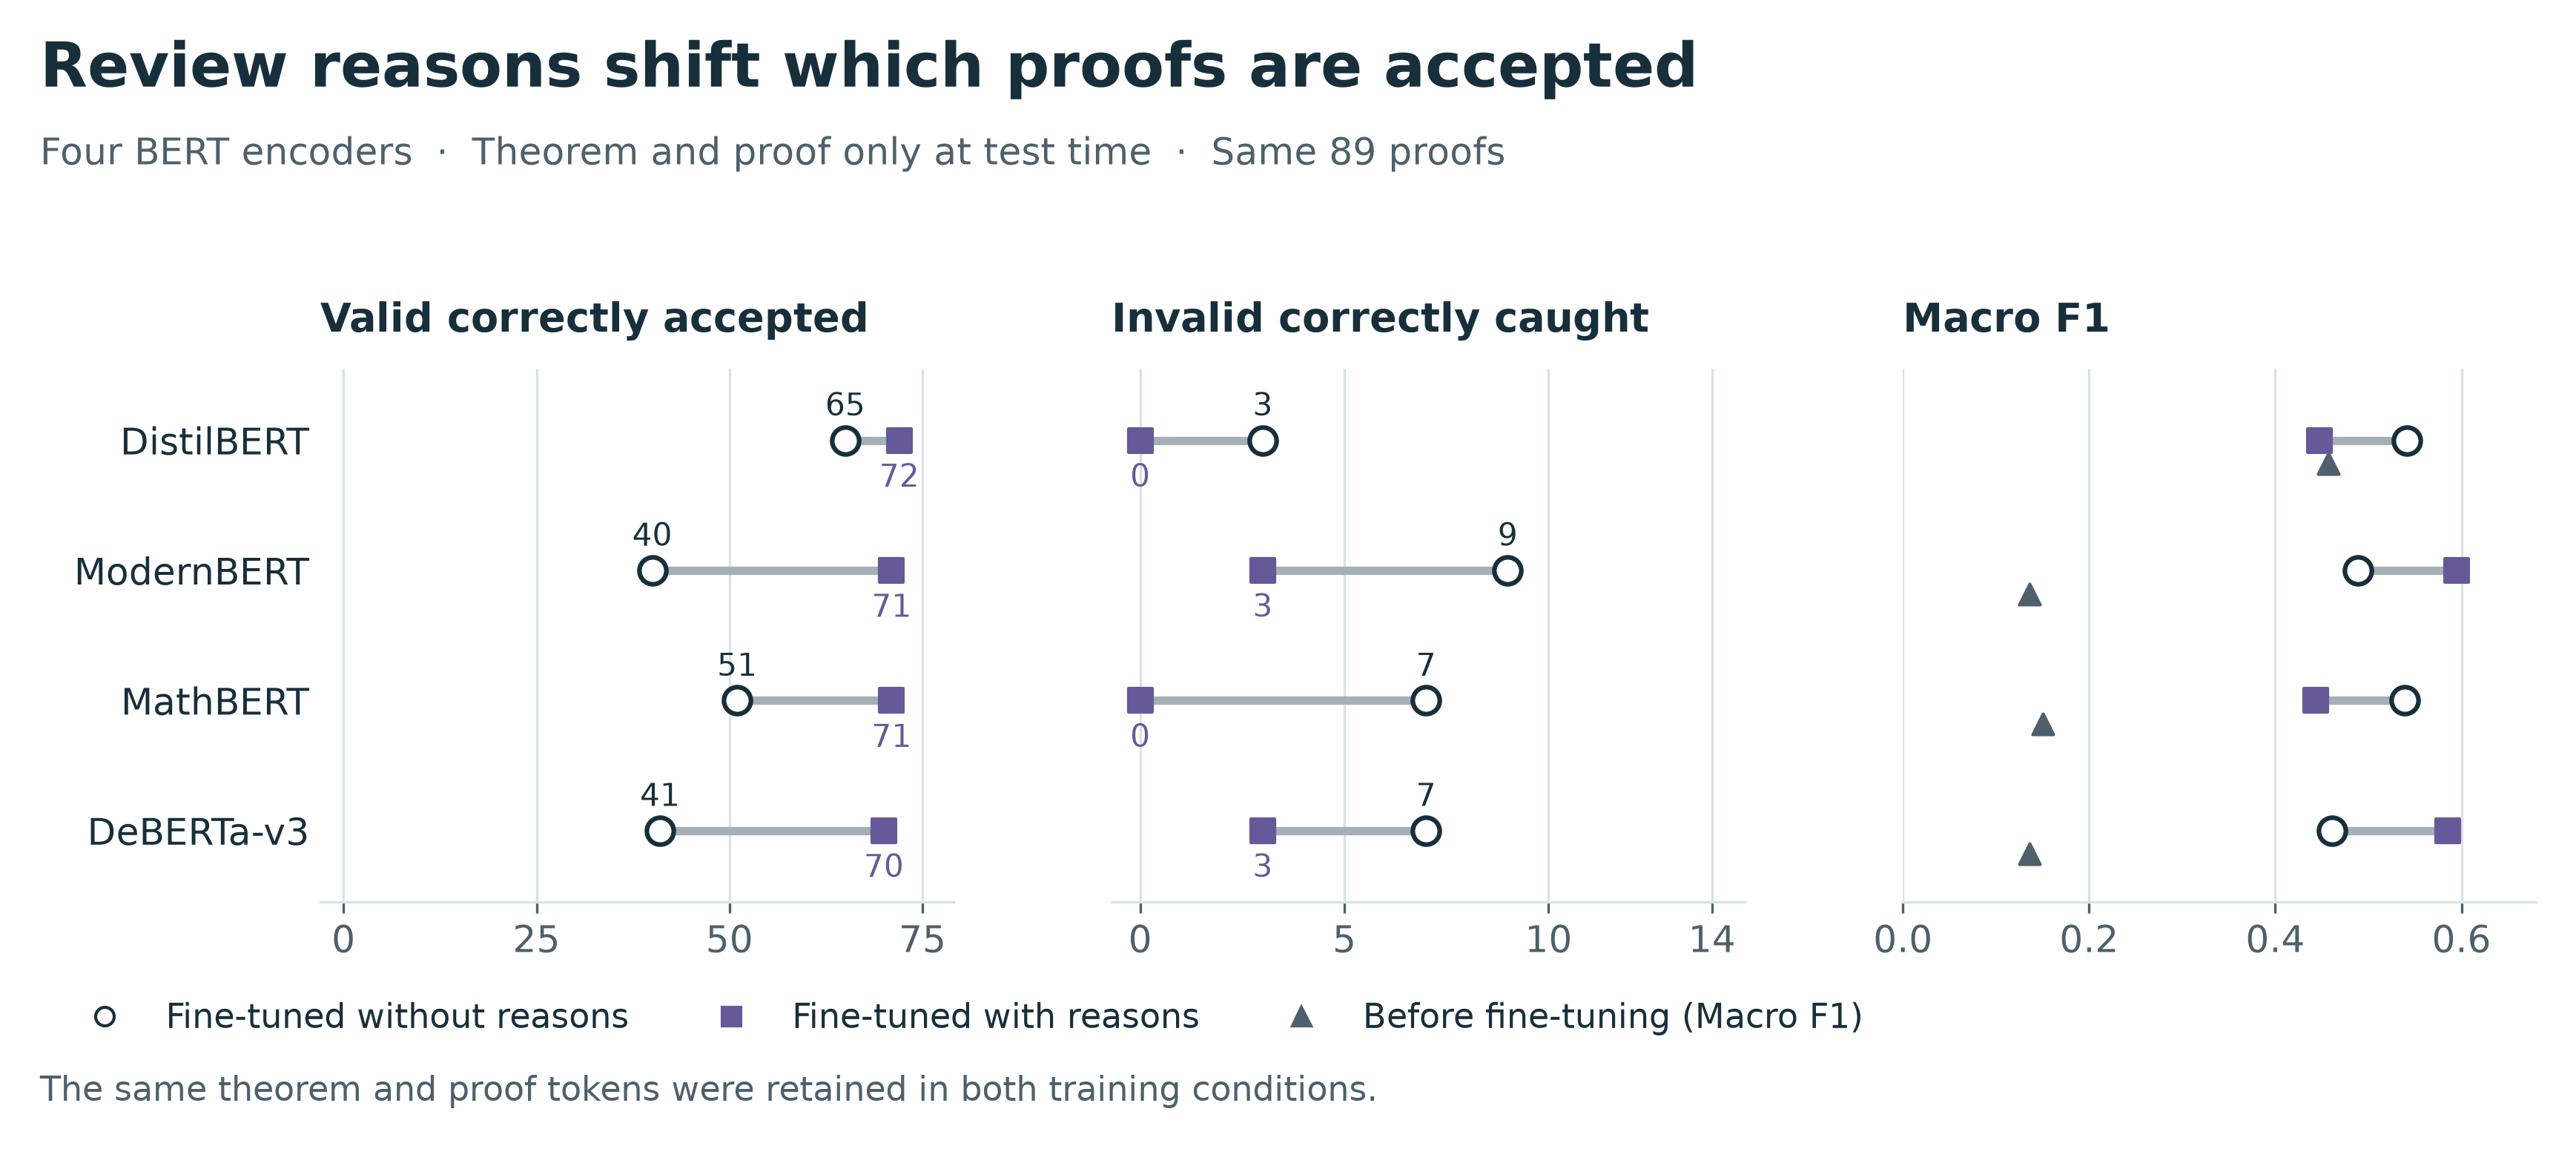 Review reasons shift which proofs are accepted
Four BERT encoders · Theorem and proof only at test time · Same 89 proofs
Valid correctly accepted
Invalid correctly caught
Macro F1
DistilBERT
65
72
3
0
ModernBERT
40
71
9
3
MathBERT
51
71
7
0
DeBERTa-v3
41
70
7
3
0 25 50 75
0 5 10 14
0.0 0.2 0.4 0.6
Fine-tuned without reasons
Fine-tuned with reasons
Before fine-tuning (Macro F1)
The same theorem and proof tokens were retained in both training conditions.